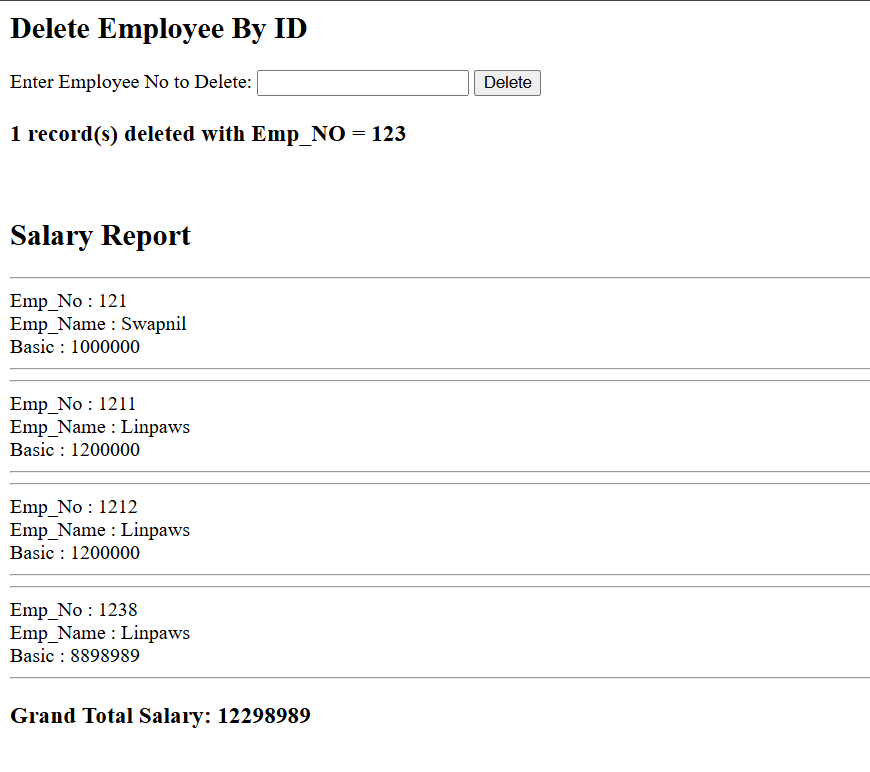 Delete Employee By ID
Enter Employee No to Delete: Delete
1 record(s) deleted with Emp_NO = 123
Salary Report
Emp_No : 121
Emp_Name : Swapnil
Basic : 1000000
Emp_No : 1211
Emp_Name : Linpaws
Basic : 1200000
Emp_No : 1212
Emp_Name : Linpaws
Basic : 1200000
Emp_No : 1238
Emp_Name : Linpaws
Basic : 8898989
Grand Total Salary: 12298989